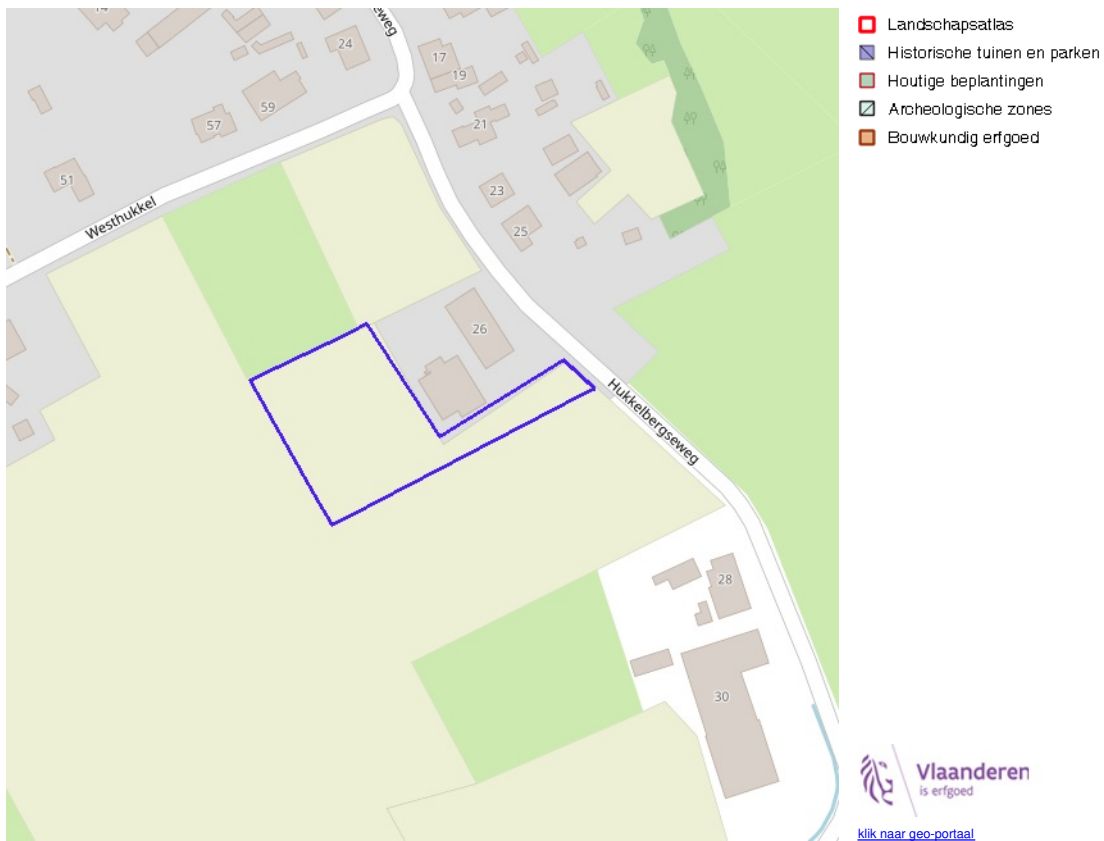 eweg
24
17
19
59
57
21
51
23
25
Westhukkel
26
Hukkelbergseweg
28
30
Landschapsatlas
Historische tuinen en parken
Houtige beplantingen
Archeologische zones
Bouwkundig erfgoed
Vlaanderen
is erfgoed
klik naar geo-portaal